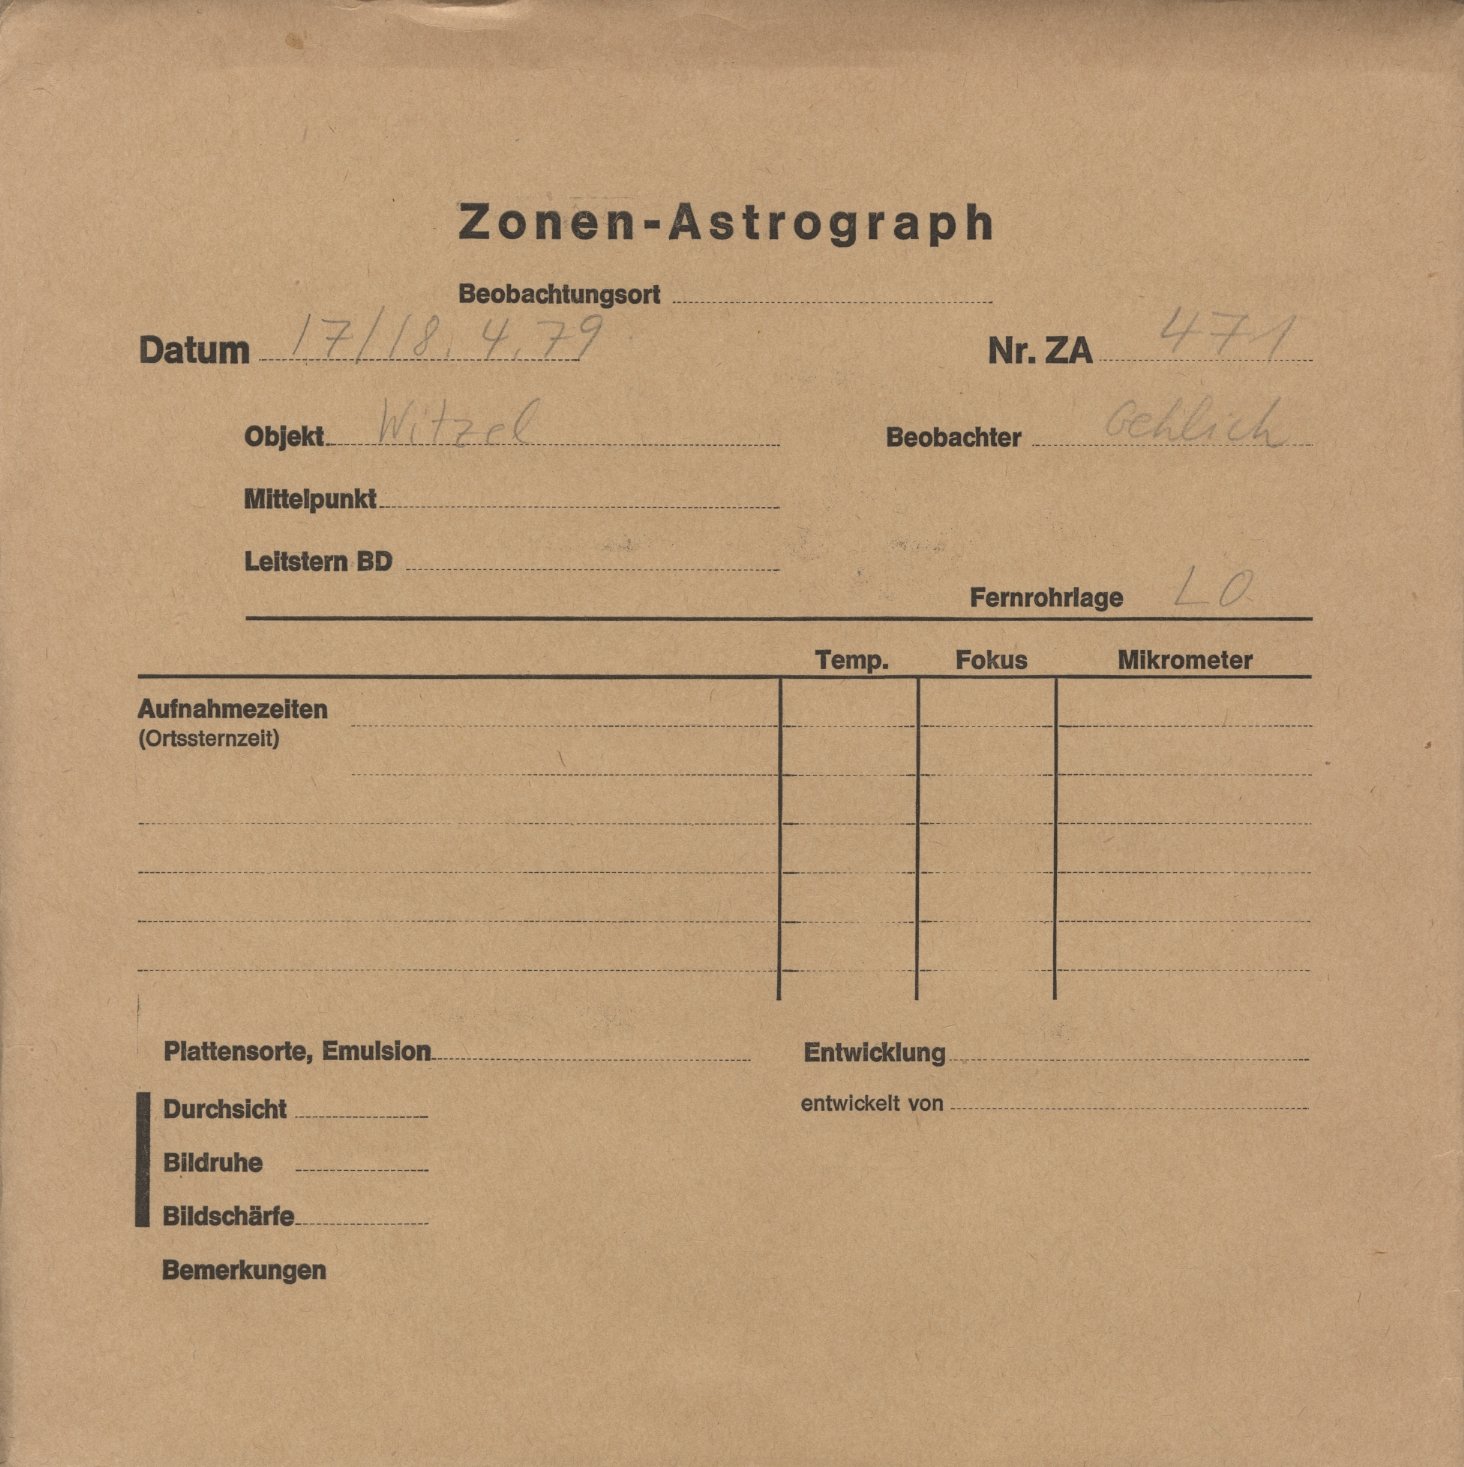 Zonen-Astrograph
Beobachtungsort
Datum 17/18. 4. 79 Nr. ZA 471
Objekt Witzel Beobachter Oehlich
Mittelpunkt
Leitstern BD
Fernrohrlage LO
Temp. Fokus Mikrometer
Aufnahmezeiten
(Ortssternzeit)
Plattensorte, Emulsion Entwicklung
Durchsicht entwickelt von
Bildruhe
Bildschärfe
Bemerkungen